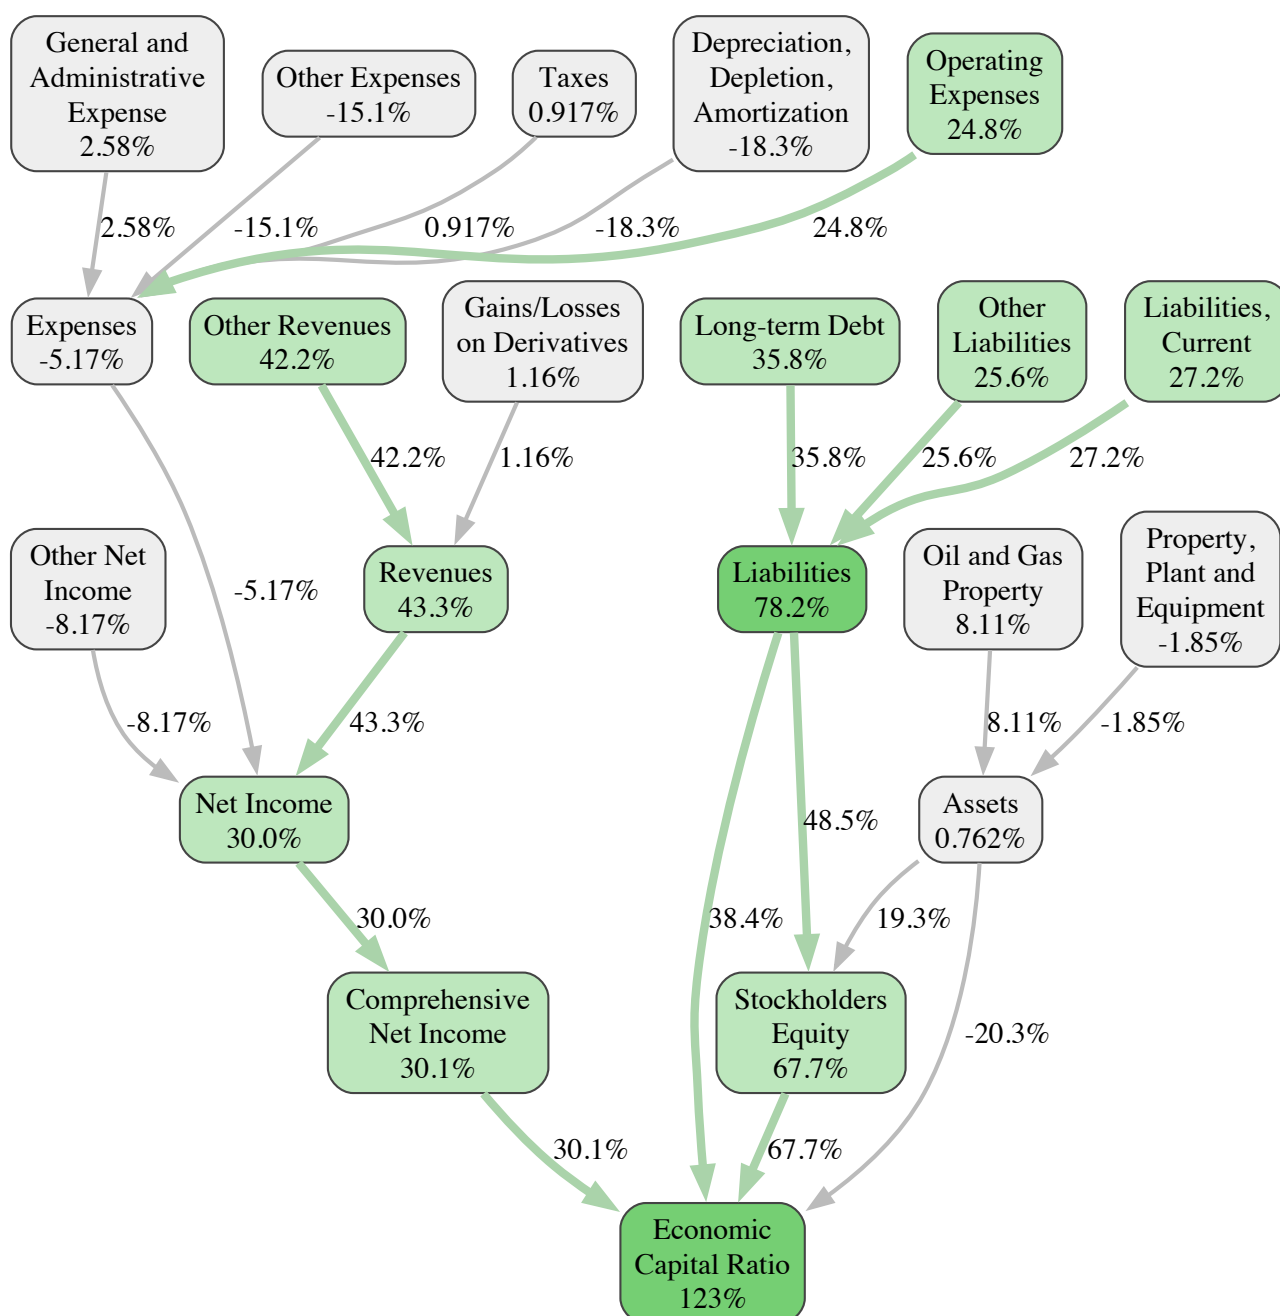 General and
Administrative
Expense
2.58%
Other Expenses
-15.1%
Taxes
0.917%
Depreciation,
Depletion,
Amortization
-18.3%
Operating
Expenses
24.8%
2.58%
-15.1%
0.917%
-18.3%
24.8%
Expenses
-5.17%
Other Revenues
42.2%
Gains/Losses
on Derivatives
1.16%
Long-term Debt
35.8%
Other
Liabilities
25.6%
Liabilities,
Current
27.2%
42.2%
1.16%
35.8%
25.6%
27.2%
Other Net
Income
-8.17%
-5.17%
Revenues
43.3%
Liabilities
78.2%
Oil and Gas
Property
8.11%
Property,
Plant and
Equipment
-1.85%
-8.17%
43.3%
8.11%
-1.85%
Net Income
30.0%
48.5%
Assets
0.762%
30.0%
38.4%
19.3%
Comprehensive
Net Income
30.1%
Stockholders
Equity
67.7%
-20.3%
30.1%
67.7%
Economic
Capital Ratio
123%